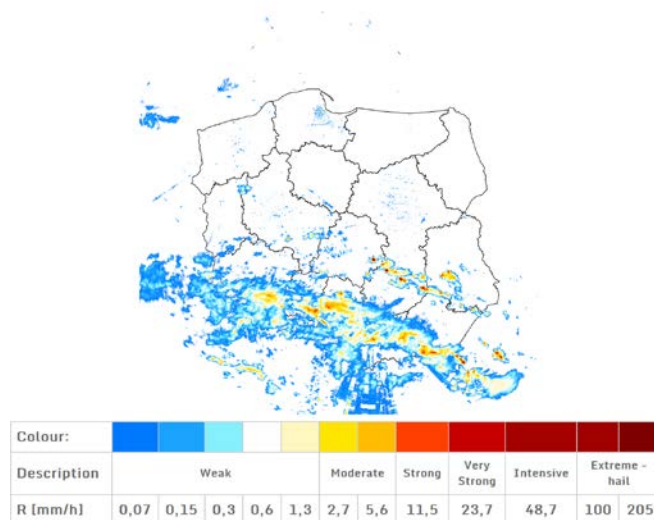 Colour:
Description Weak Moderate Strong Very Strong Intensive Extreme - hail
R [mm/h] 0,07 0,15 0,3 0,6 1,3 2,7 5,6 11,5 23,7 48,7 100 205